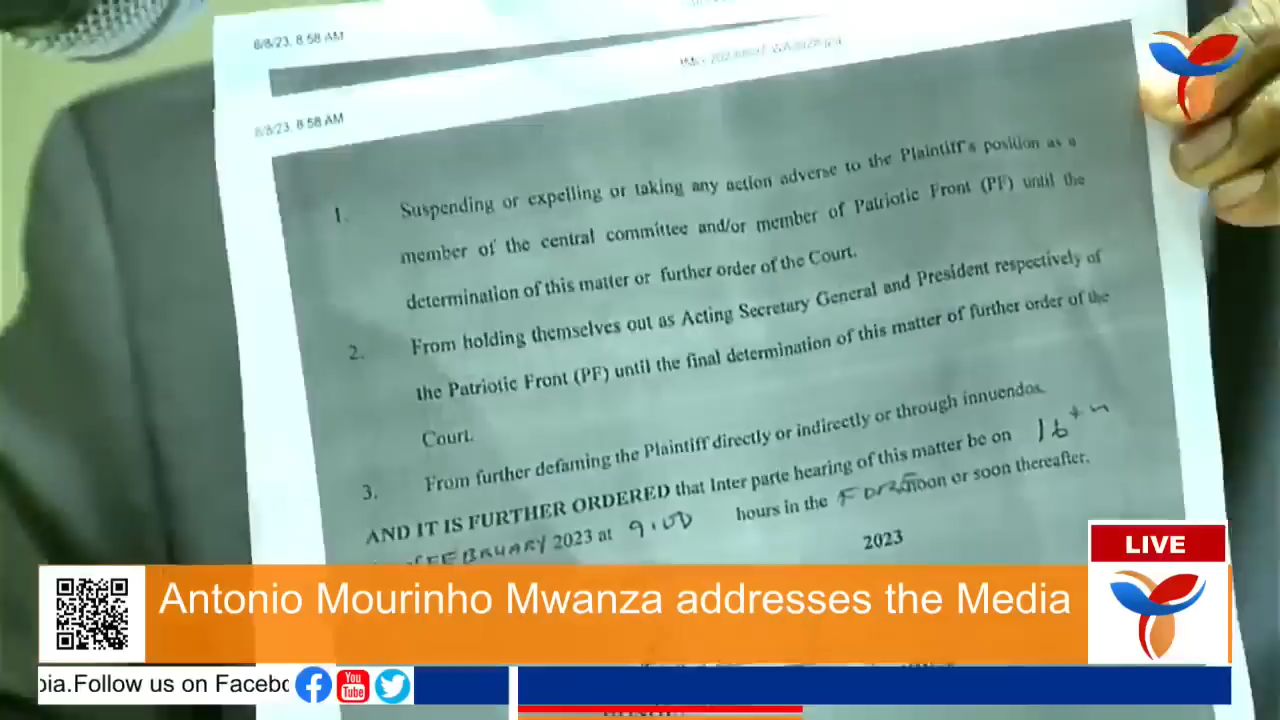 6/8/23, 8:58 AM
6/8/23, 8:58 AM
1. Suspending or expelling or taking any action adverse to the Plaintiff's position as a
member of the central committee and/or member of Patriotic Front (PF) until the
determination of this matter or further order of the Court.
2. From holding themselves out as Acting Secretary General and President respectively of
the Patriotic Front (PF) until the final determination of this matter of further order of the
Court.
3. From further defaming the Plaintiff directly or indirectly or through innuendos.
AND IT IS FURTHER ORDERED that Inter parte hearing of this matter be on 16th
of FEBRUARY 2023 at 9:00 hours in the FORENoon or soon thereafter.
2023
LIVE
Antonio Mourinho Mwanza addresses the Media
bia.Follow us on Facebo
You
Tube